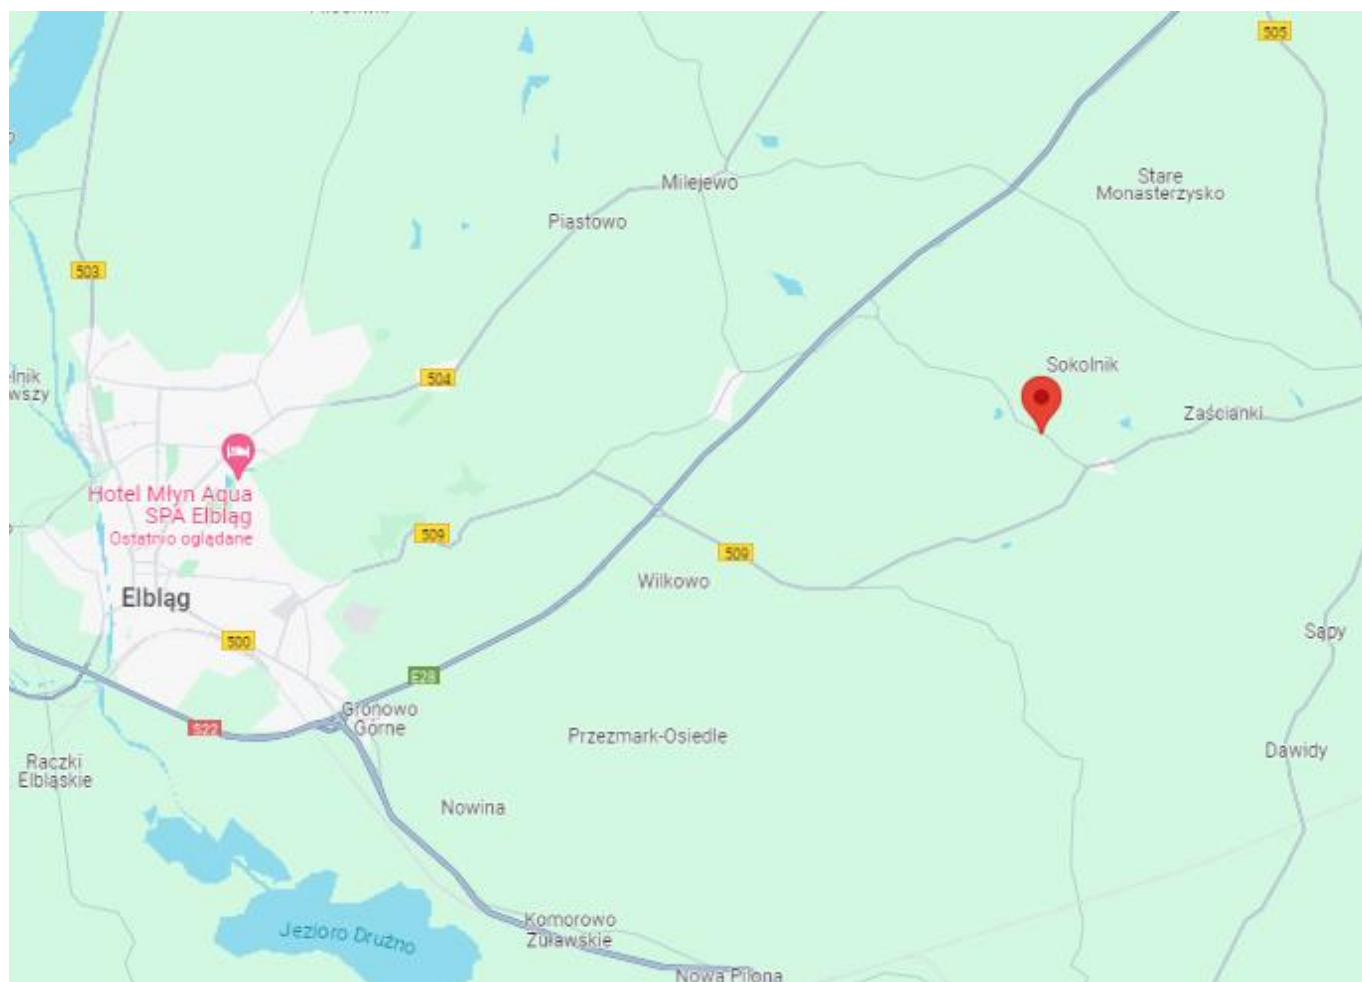 505
Milejewo
Stare
Monasterzysko
Piastowo
503
Sokolnik
504
Zaścianki
Hotel Młyn Aqua
SPA Elbląg
Ostatnio oglądane
509
509
Wilkowo
Elbląg
500
Sąpy
E28
Gronowo
Górne
S22
Przezmark-Osiedle
Dawidy
Raczki
Elbląskie
Nowina
Komorowo
Żuławskie
Jezioro Drużno
Nowa Pilona